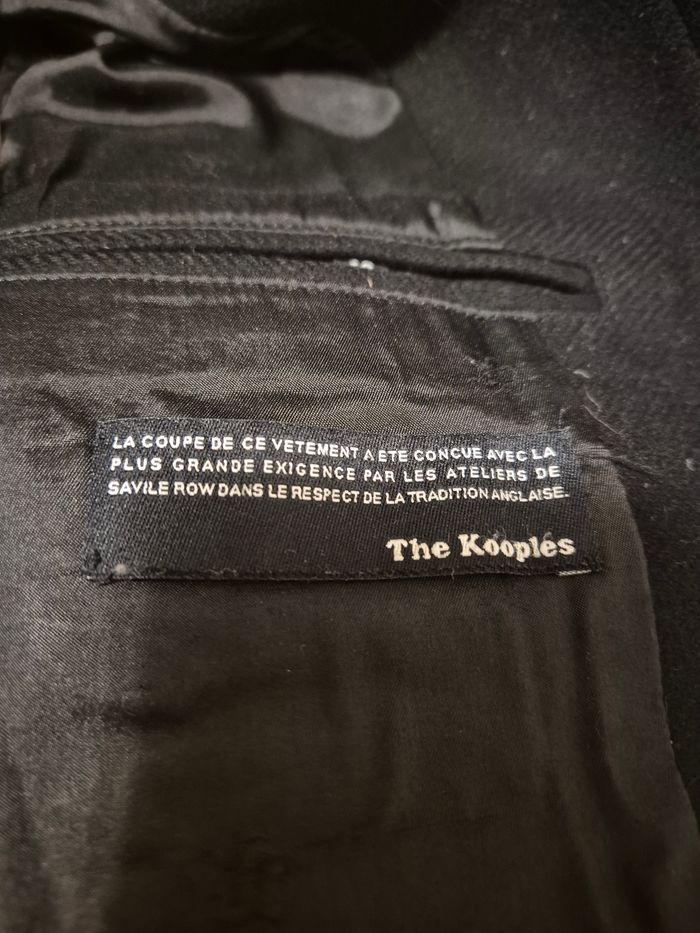 LA COUPE DE CE VETEMENT A ETE CONCUE AVEC LA
PLUS GRANDE EXIGENCE PAR LES ATELIERS DE
SAVILE ROW DANS LE RESPECT DE LA TRADITION ANGLAISE.
The Kooples